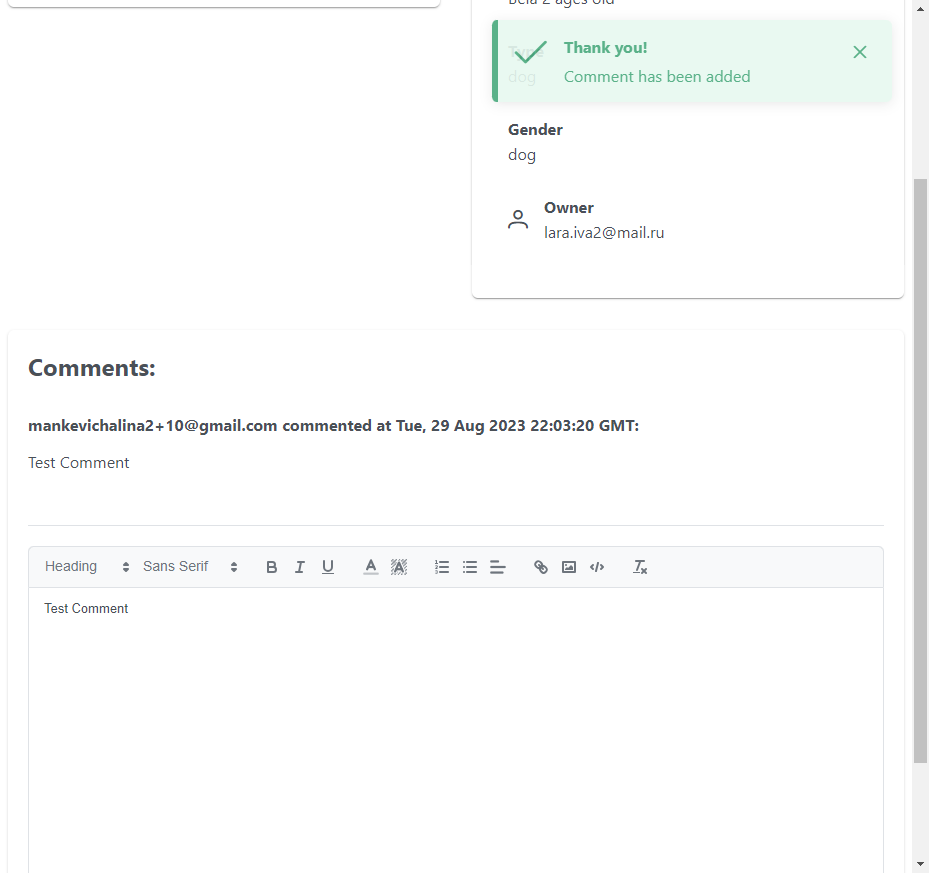 Bela 2 ages old
Type
dog
Thank you!
Comment has been added
Gender
dog
Owner
lara.iva2@mail.ru
Comments:
mankevichalina2+10@gmail.com commented at Tue, 29 Aug 2023 22:03:20 GMT:
Test Comment
Heading Sans Serif
Test Comment